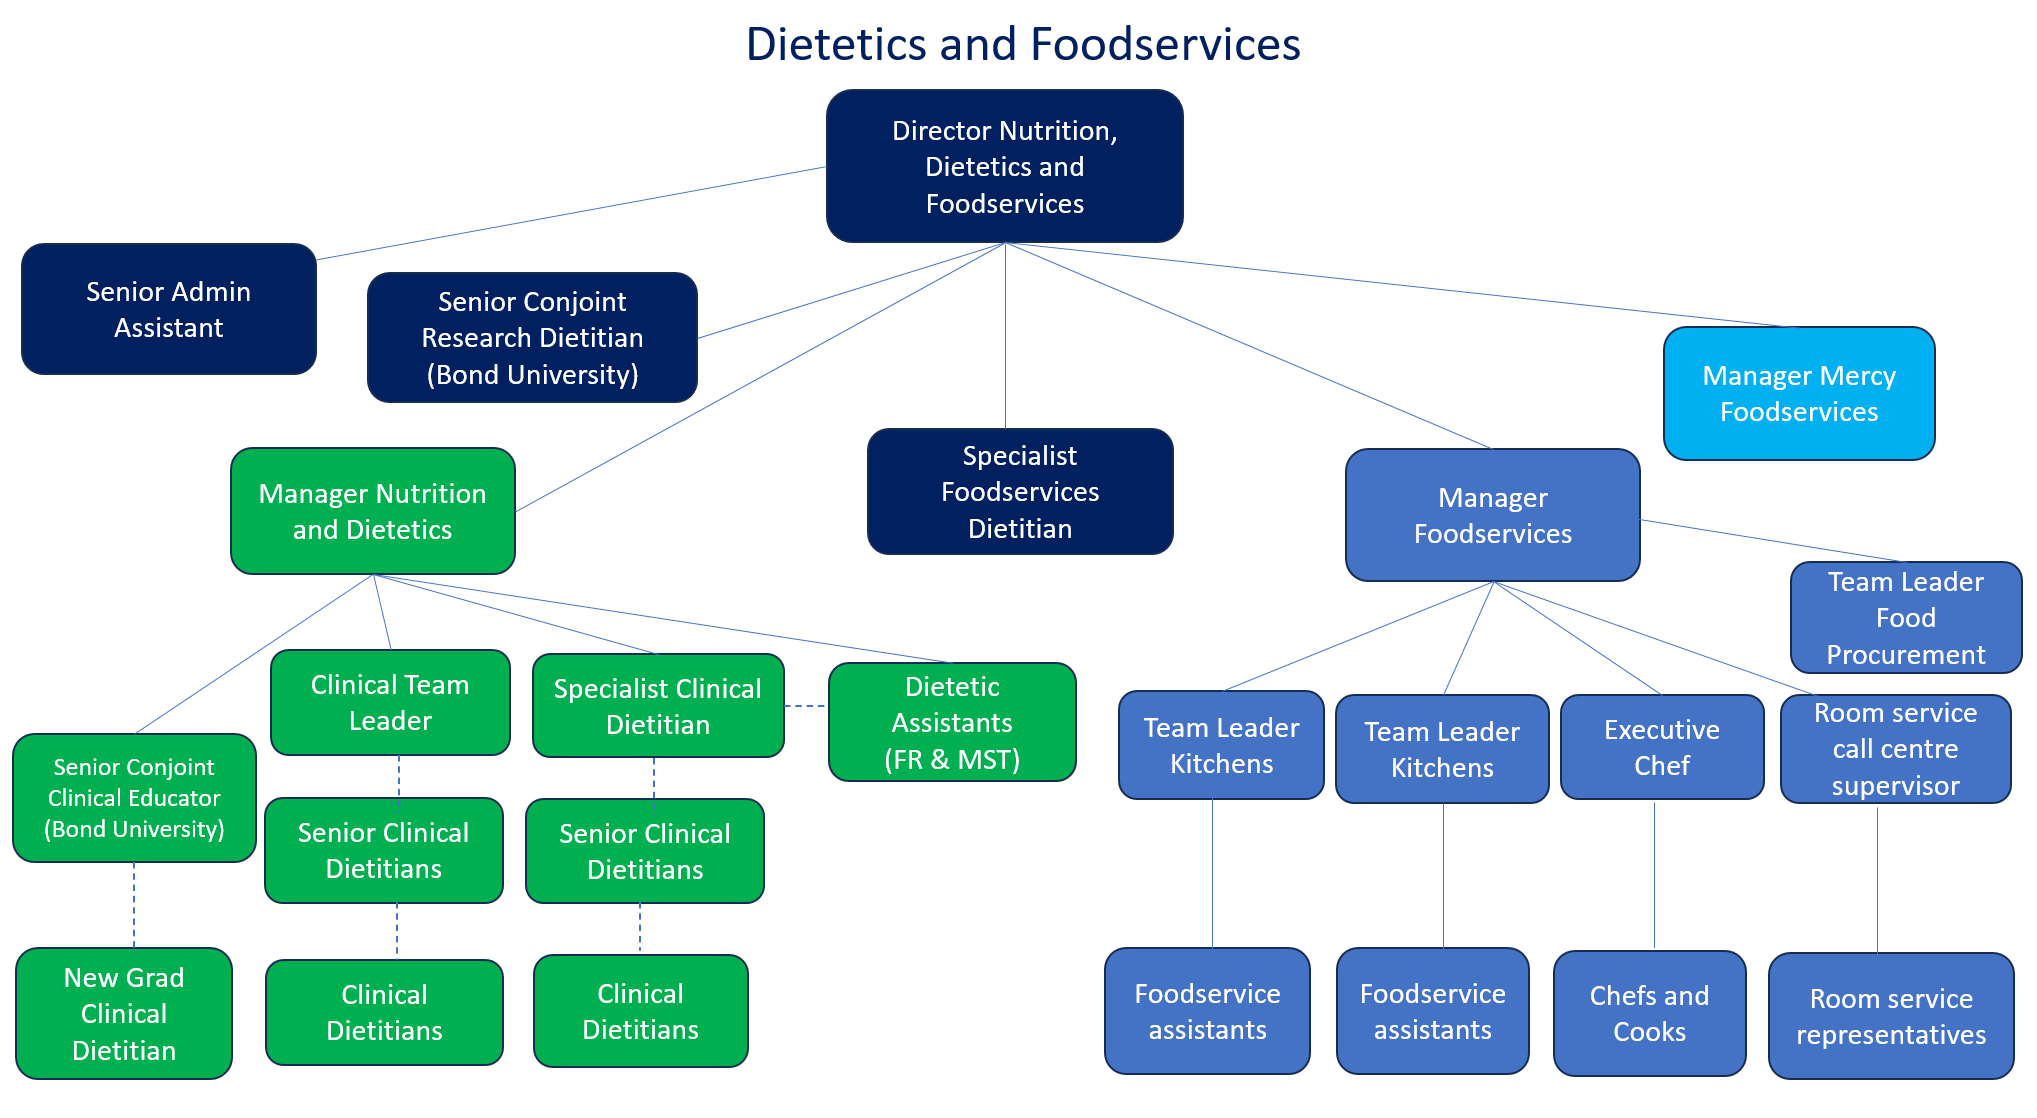 Dietetics and Foodservices
Director Nutrition,
Dietetics and
Foodservices
Senior Admin
Assistant
Senior Conjoint
Research Dietitian
(Bond University)
Manager Mercy
Foodservices
Manager Nutrition
and Dietetics
Specialist
Foodservices
Dietitian
Manager
Foodservices
Team Leader
Food
Procurement
Senior Conjoint
Clinical Educator
(Bond University)
Clinical Team
Leader
Specialist Clinical
Dietitian
Dietetic
Assistants
(FR & MST)
Team Leader
Kitchens
Team Leader
Kitchens
Executive
Chef
Room service
call centre
supervisor
Senior Clinical
Dietitians
Senior Clinical
Dietitians
New Grad
Clinical
Dietitian
Clinical
Dietitians
Clinical
Dietitians
Foodservice
assistants
Foodservice
assistants
Chefs and
Cooks
Room service
representatives